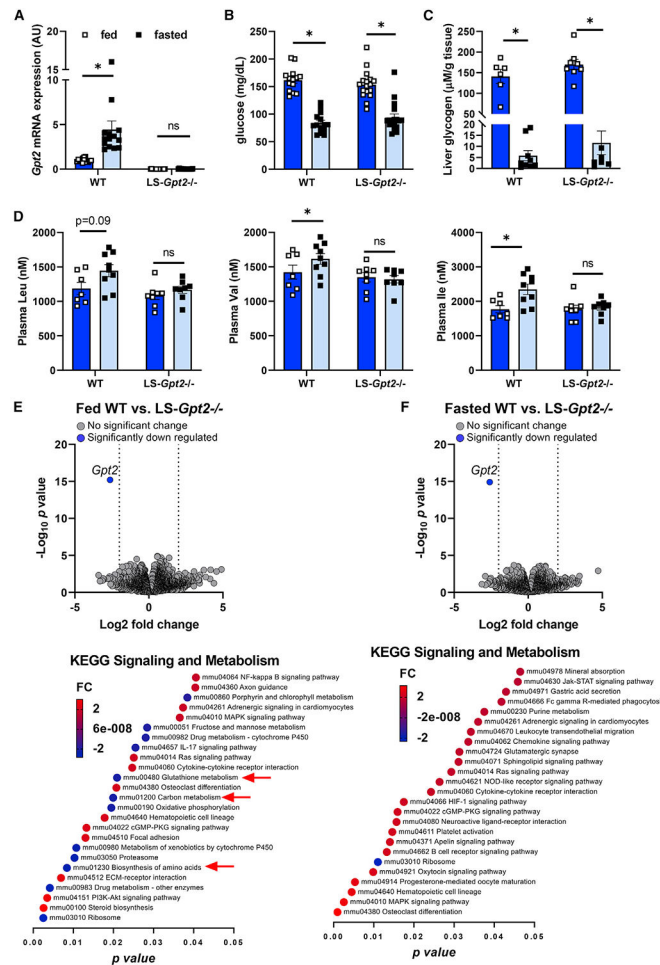 A
fed
fasted
Gpt2 mRNA expression (AU)
20
15
10
5
0
*
ns
WT
LS-Gpt2-/-
B
glucose (mg/dL)
250
200
150
100
50
0
*
*
WT
LS-Gpt2-/-
C
Liver glycogen (μM/g tissue)
250
200
150
100
50
20
15
10
5
0
*
*
WT
LS-Gpt2-/-
D
Plasma Leu (nM)
2000
1500
1000
500
0
p=0.09
ns
WT
LS-Gpt2-/-
Plasma Val (nM)
2000
1500
1000
500
0
*
ns
WT
LS-Gpt2-/-
Plasma Ile (nM)
4000
3000
2000
1000
0
*
ns
WT
LS-Gpt2-/-
E
Fed WT vs. LS-Gpt2-/-
No significant change
Significantly down regulated
20
15
10
5
0
Gpt2
-Log10 p value
-5
0
5
Log2 fold change
F
Fasted WT vs. LS-Gpt2-/-
No significant change
Significantly down regulated
20
15
10
5
0
Gpt2
-Log10 p value
-5
0
5
Log2 fold change
KEGG Signaling and Metabolism
FC
2
6e-008
-2
mmu04064 NF-kappa B signaling pathway
mmu04360 Axon guidance
mmu00860 Porphyrin and chlorophyll metabolism
mmu04261 Adrenergic signaling in cardiomyocytes
mmu04010 MAPK signaling pathway
mmu00051 Fructose and mannose metabolism
mmu00982 Drug metabolism - cytochrome P450
mmu04657 IL-17 signaling pathway
mmu04014 Ras signaling pathway
mmu04060 Cytokine-cytokine receptor interaction
mmu00480 Glutathione metabolism
mmu04380 Osteoclast differentiation
mmu01200 Carbon metabolism
mmu00190 Oxidative phosphorylation
mmu04640 Hematopoietic cell lineage
mmu04022 cGMP-PKG signaling pathway
mmu04510 Focal adhesion
mmu00980 Metabolism of xenobiotics by cytochrome P450
mmu03050 Proteasome
mmu01230 Biosynthesis of amino acids
mmu04512 ECM-receptor interaction
mmu00983 Drug metabolism - other enzymes
mmu04151 PI3K-Akt signaling pathway
mmu00100 Steroid biosynthesis
mmu03010 Ribosome
0.00
0.01
0.02
0.03
0.04
0.05
p value
KEGG Signaling and Metabolism
FC
2
-2e-008
-2
mmu04978 Mineral absorption
mmu04630 Jak-STAT signaling pathway
mmu04971 Gastric acid secretion
mmu04666 Fc gamma R-mediated phagocytos
mmu00230 Purine metabolism
mmu04261 Adrenergic signaling in cardiomyocytes
mmu04670 Leukocyte transendothelial migration
mmu04062 Chemokine signaling pathway
mmu04724 Glutamatergic synapse
mmu04071 Sphingolipid signaling pathway
mmu04014 Ras signaling pathway
mmu04621 NOD-like receptor signaling pathway
mmu04060 Cytokine-cytokine receptor interaction
mmu04066 HIF-1 signaling pathway
mmu04022 cGMP-PKG signaling pathway
mmu04080 Neuroactive ligand-receptor interaction
mmu04611 Platelet activation
mmu04371 Apelin signaling pathway
mmu04662 B cell receptor signaling pathway
mmu03010 Ribosome
mmu04921 Oxytocin signaling pathway
mmu04914 Progesterone-mediated oocyte maturation
mmu04640 Hematopoietic cell lineage
mmu04010 MAPK signaling pathway
mmu04380 Osteoclast differentiation
0.00
0.01
0.02
0.03
0.04
0.05
p value